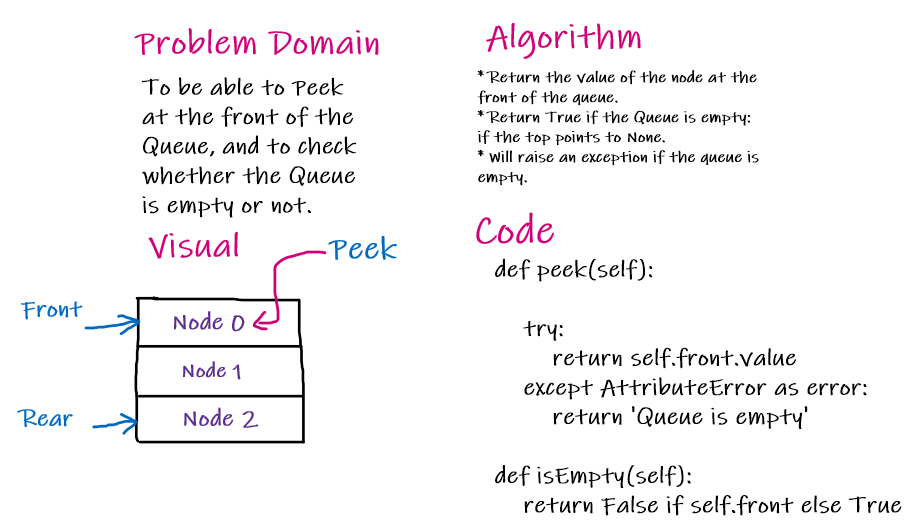 Problem Domain
To be able to Peek
at the front of the
Queue, and to check
whether the Queue
is empty or not.
Visual
Peek
Front
Node 0
Node 1
Rear
Node 2
Algorithm
* Return the value of the node at the
front of the queue.
* Return True if the Queue is empty:
if the top points to None.
* Will raise an exception if the queue is
empty.
Code
def peek(self):
try:
return self.front.value
except AttributeError as error:
return 'Queue is empty'
def isEmpty(self):
return False if self.front else True